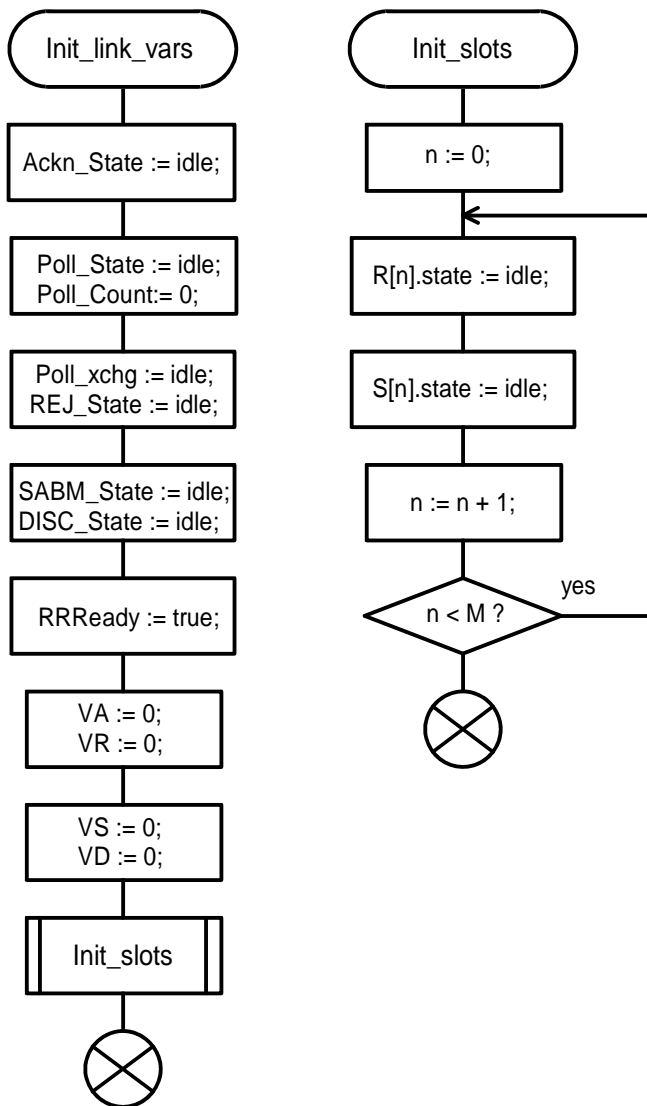 Init_link_vars
Ackn_State := idle;
Poll_State := idle;
Poll_Count:= 0;
Poll_xchg := idle;
REJ_State := idle;
SABM_State := idle;
DISC_State := idle;
RRReady := true;
VA := 0;
VR := 0;
VS := 0;
VD := 0;
Init_slots
Init_slots
n := 0;
R[n].state := idle;
S[n].state := idle;
n := n + 1;
n < M ?
yes